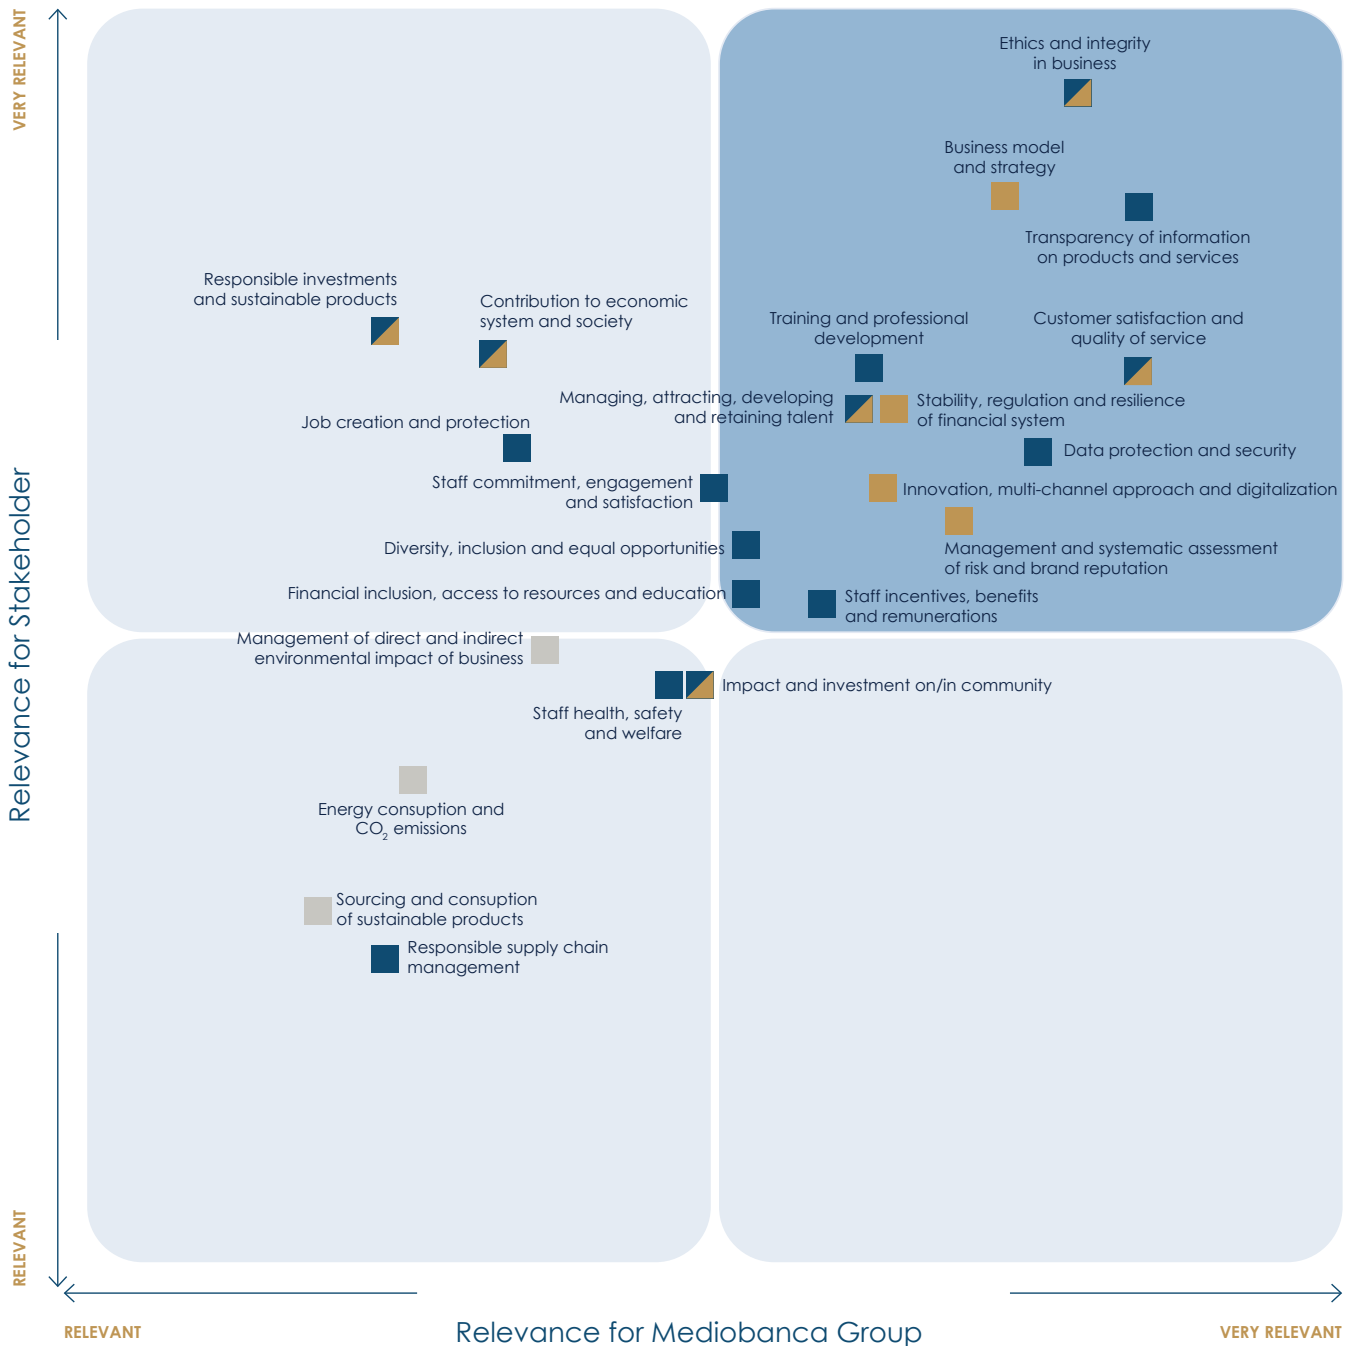 VERY RELEVANT
Ethics and integrity
in business
Business model
and strategy
Transparency of information
on products and services
Responsible investments
and sustainable products
Contribution to economic
system and society
Training and professional
development
Customer satisfaction and
quality of service
Managing, attracting, developing
and retaining talent
Stability, regulation and resilience
of financial system
Job creation and protection
Data protection and security
Staff commitment, engagement
and satisfaction
Innovation, multi-channel approach and digitalization
Management and systematic assessment
of risk and brand reputation
Diversity, inclusion and equal opportunities
Financial inclusion, access to resources and education
Staff incentives, benefits
and remunerations
Relevance for Stakeholder
Management of direct and indirect
environmental impact of business
Impact and investment on/in community
Staff health, safety
and welfare
Energy consuption and
CO₂ emissions
Sourcing and consuption
of sustainable products
Responsible supply chain
management
RELEVANT
RELEVANT
Relevance for Mediobanca Group
VERY RELEVANT